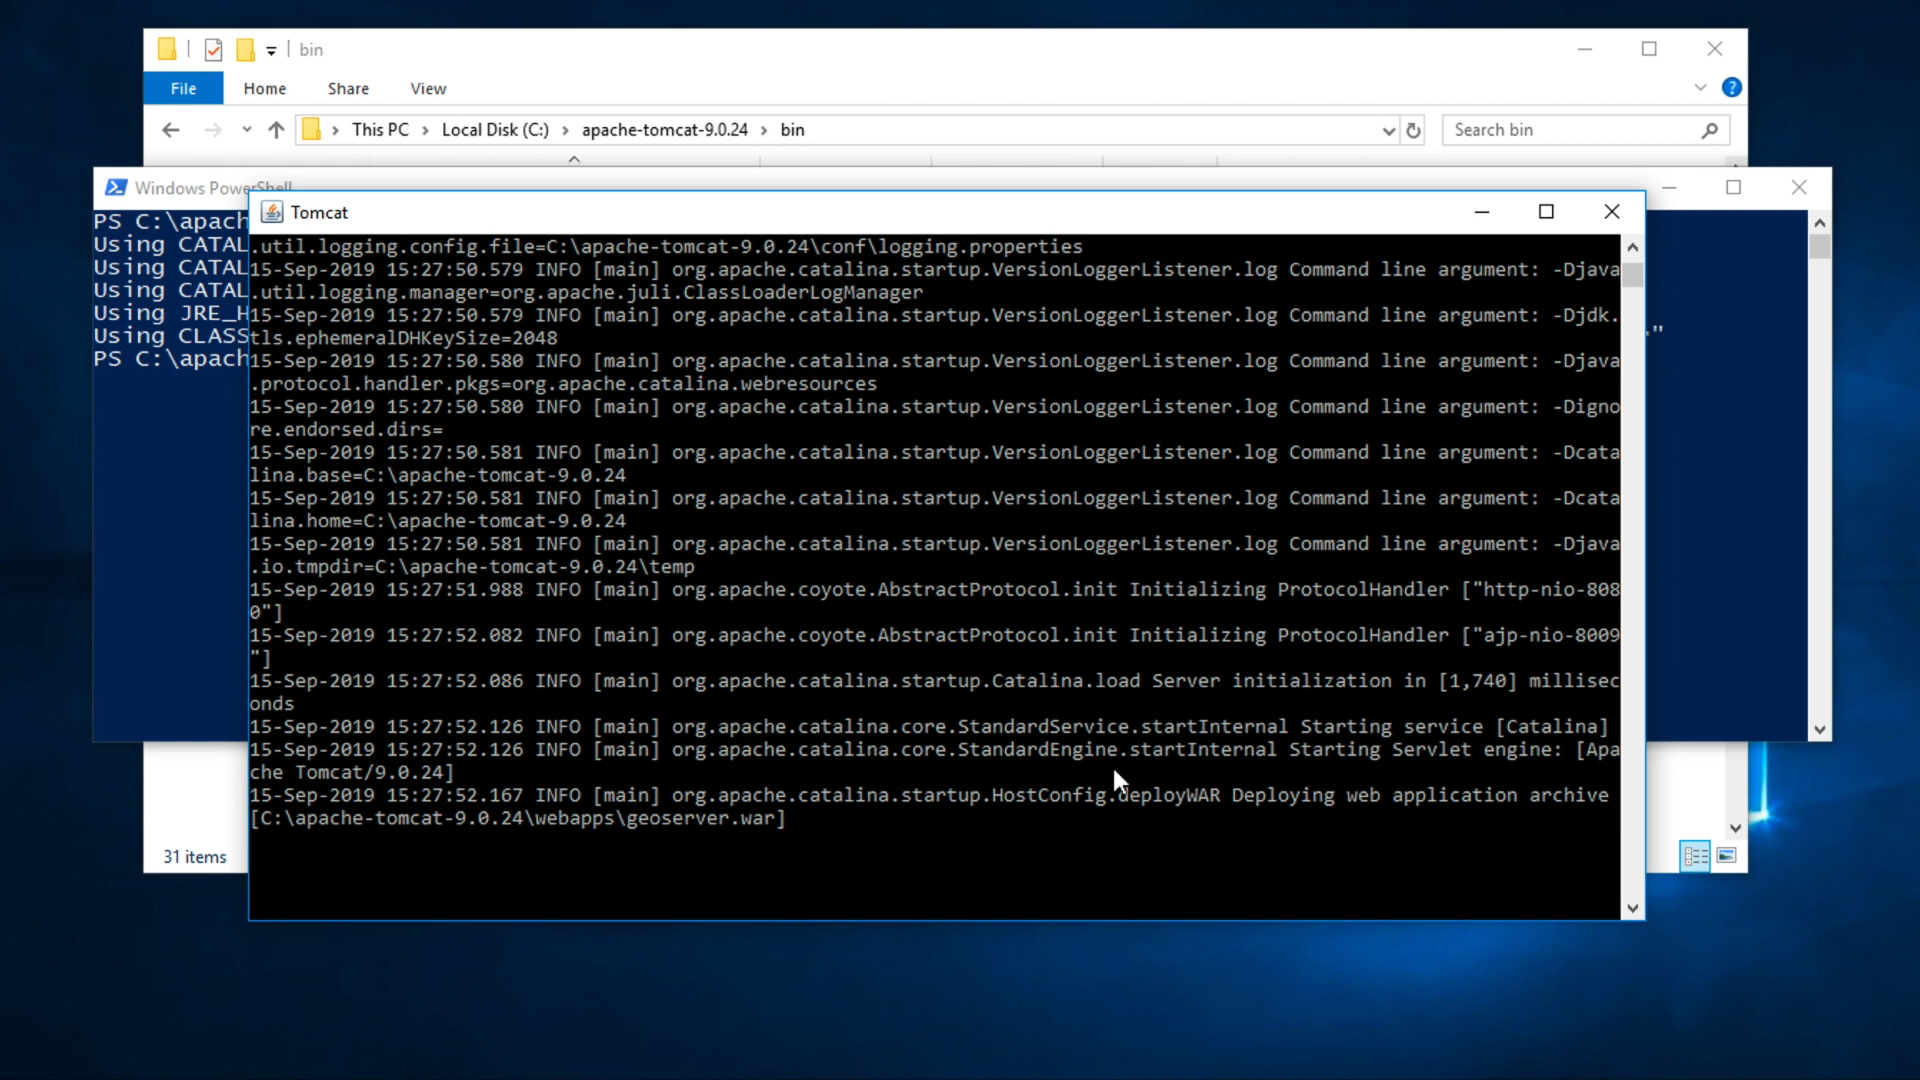 bin
File Home Share View
This PC Local Disk (C:) apache-tomcat-9.0.24 bin
Search bin
Windows PowerShell
PS C:\apach
Using CATAL
Using CATAL
Using CATAL
Using JRE_H
Using CLASS
."
PS C:\apach
Tomcat
.util.logging.config.file=C:\apache-tomcat-9.0.24\conf\logging.properties
15-Sep-2019 15:27:50.579 INFO [main] org.apache.catalina.startup.VersionLoggerListener.log Command line argument: -Djava
.util.logging.manager=org.apache.juli.ClassLoaderLogManager
15-Sep-2019 15:27:50.579 INFO [main] org.apache.catalina.startup.VersionLoggerListener.log Command line argument: -Djdk.
tls.ephemeralDHKeySize=2048
15-Sep-2019 15:27:50.580 INFO [main] org.apache.catalina.startup.VersionLoggerListener.log Command line argument: -Djava
.protocol.handler.pkgs=org.apache.catalina.webresources
15-Sep-2019 15:27:50.580 INFO [main] org.apache.catalina.startup.VersionLoggerListener.log Command line argument: -Digno
re.endorsed.dirs=
15-Sep-2019 15:27:50.581 INFO [main] org.apache.catalina.startup.VersionLoggerListener.log Command line argument: -Dcata
lina.base=C:\apache-tomcat-9.0.24
15-Sep-2019 15:27:50.581 INFO [main] org.apache.catalina.startup.VersionLoggerListener.log Command line argument: -Dcata
lina.home=C:\apache-tomcat-9.0.24
15-Sep-2019 15:27:50.581 INFO [main] org.apache.catalina.startup.VersionLoggerListener.log Command line argument: -Djava
.io.tmpdir=C:\apache-tomcat-9.0.24\temp
15-Sep-2019 15:27:51.988 INFO [main] org.apache.coyote.AbstractProtocol.init Initializing ProtocolHandler ["http-nio-808
0"]
15-Sep-2019 15:27:52.082 INFO [main] org.apache.coyote.AbstractProtocol.init Initializing ProtocolHandler ["ajp-nio-8009
"]
15-Sep-2019 15:27:52.086 INFO [main] org.apache.catalina.startup.Catalina.load Server initialization in [1,740] millisec
onds
15-Sep-2019 15:27:52.126 INFO [main] org.apache.catalina.core.StandardService.startInternal Starting service [Catalina]
15-Sep-2019 15:27:52.126 INFO [main] org.apache.catalina.core.StandardEngine.startInternal Starting Servlet engine: [Apa
che Tomcat/9.0.24]
15-Sep-2019 15:27:52.167 INFO [main] org.apache.catalina.startup.HostConfig.deployWAR Deploying web application archive
[C:\apache-tomcat-9.0.24\webapps\geoserver.war]
31 items